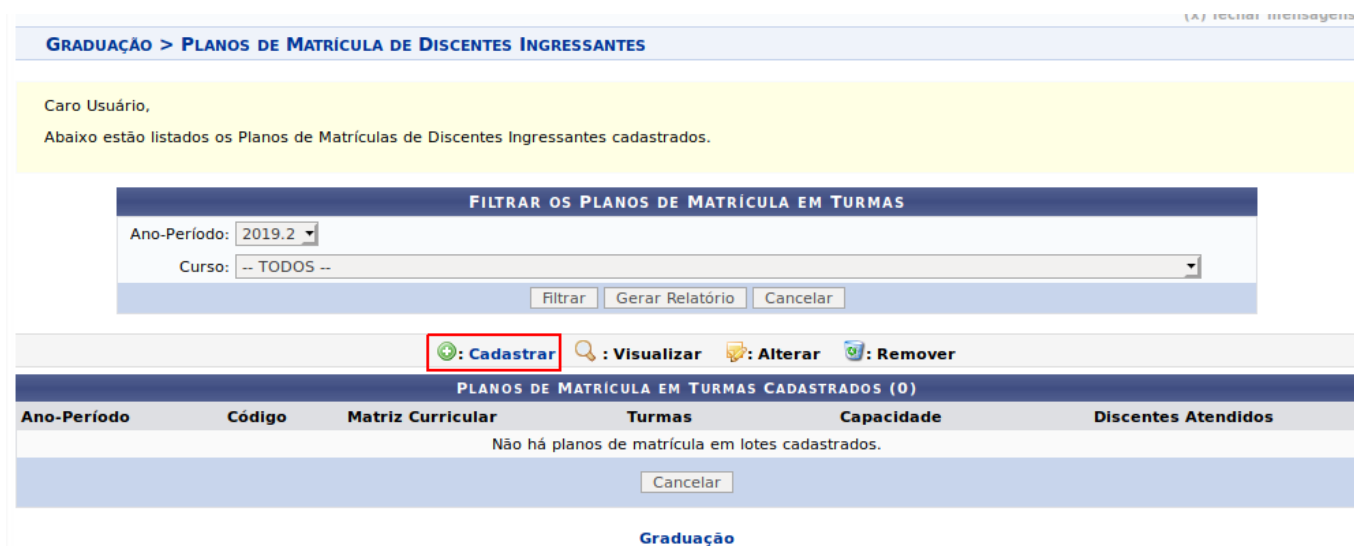 (x) fechar mensagens
GRADUAÇÃO > PLANOS DE MATRÍCULA DE DISCENTES INGRESSANTES
Caro Usuário,
Abaixo estão listados os Planos de Matrículas de Discentes Ingressantes cadastrados.
FILTRAR OS PLANOS DE MATRÍCULA EM TURMAS
Ano-Período: 2019.2
Curso: -- TODOS --
Filtrar Gerar Relatório Cancelar
: Cadastrar : Visualizar : Alterar : Remover
PLANOS DE MATRÍCULA EM TURMAS CADASTRADOS (0)
Ano-Período Código Matriz Curricular Turmas Capacidade Discentes Atendidos
Não há planos de matrícula em lotes cadastrados.
Cancelar
Graduação